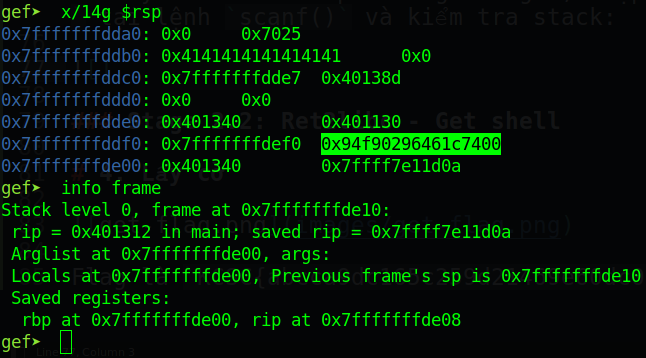 gef➤  x/14g $rsp
0x7fffffffdda0: 0x0     0x7025
0x7fffffffddb0: 0x4141414141414141      0x0
0x7fffffffddc0: 0x7fffffffdde7  0x40138d
0x7fffffffddd0: 0x0     0x0
0x7fffffffdde0: 0x401340        0x401130
0x7fffffffddf0: 0x7fffffffdef0  0x94f90296461c7400
0x7fffffffde00: 0x401340        0x7ffff7e11d0a
gef➤  info frame
Stack level 0, frame at 0x7fffffffde10:
 rip = 0x401312 in main; saved rip = 0x7ffff7e11d0a
 Arglist at 0x7fffffffde00, args:
 Locals at 0x7fffffffde00, Previous frame's sp is 0x7fffffffde10
 Saved registers:
  rbp at 0x7fffffffde00, rip at 0x7fffffffde08
gef➤